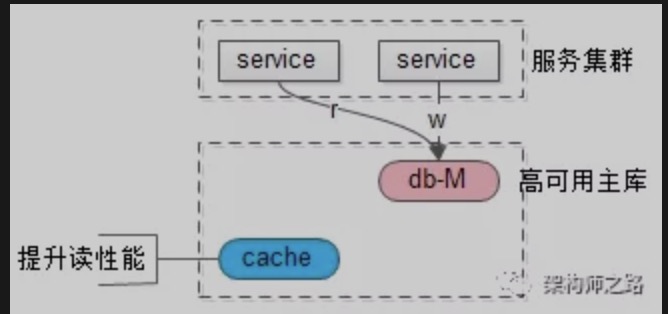 service
service
服务集群
r
w
db-M
高可用主库
提升读性能
cache
架构师之路